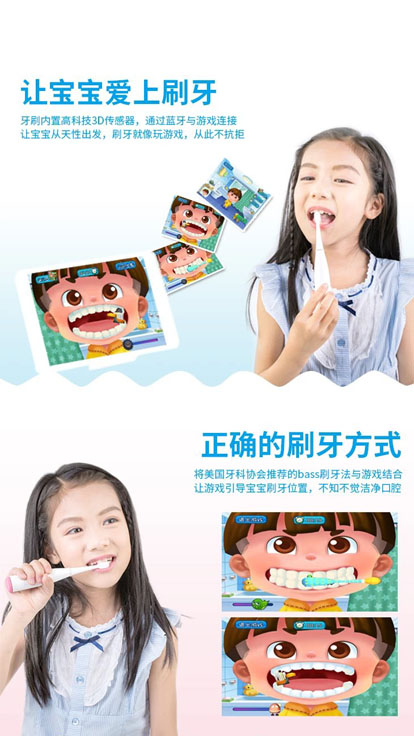 让宝宝爱上刷牙
牙刷内置高科技3D传感器，通过蓝牙与游戏连接
让宝宝从天性出发，刷牙就像玩游戏，从此不抗拒
正确的刷牙方式
将美国牙科协会推荐的bass刷牙法与游戏结合
让游戏引导宝宝刷牙位置，不知不觉洁净口腔